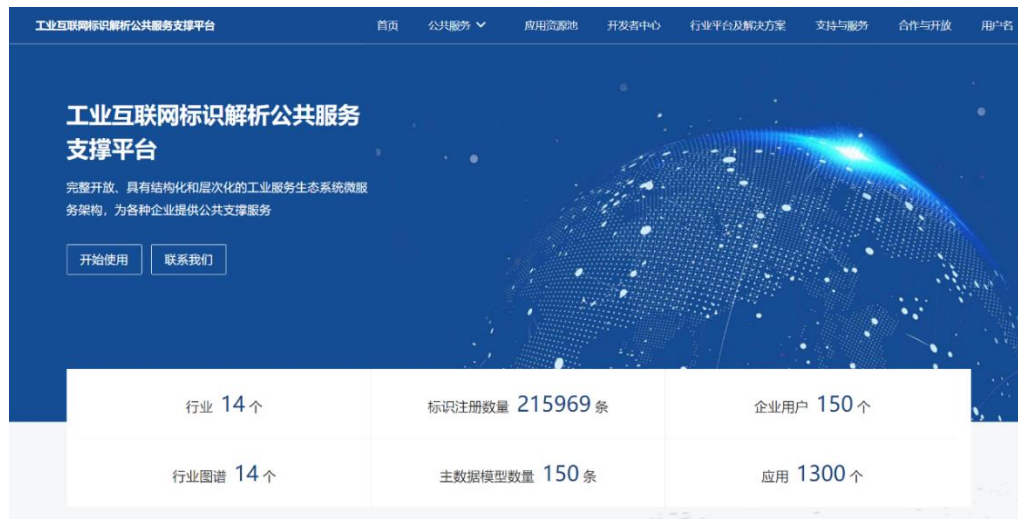 工业互联网标识解析公共服务支撑平台 首页 公共服务 应用资源池 开发者中心 行业平台及解决方案 支持与服务 合作与开放 用户名
工业互联网标识解析公共服务
支撑平台
完整开放、具有结构化和层次化的工业服务生态系统微服
务架构，为各种企业提供公共支撑服务
开始使用 联系我们
行业 14 个 标识注册数量 215969 条 企业用户 150 个
行业图谱 14 个 主数据模型数量 150 条 应用 1300 个